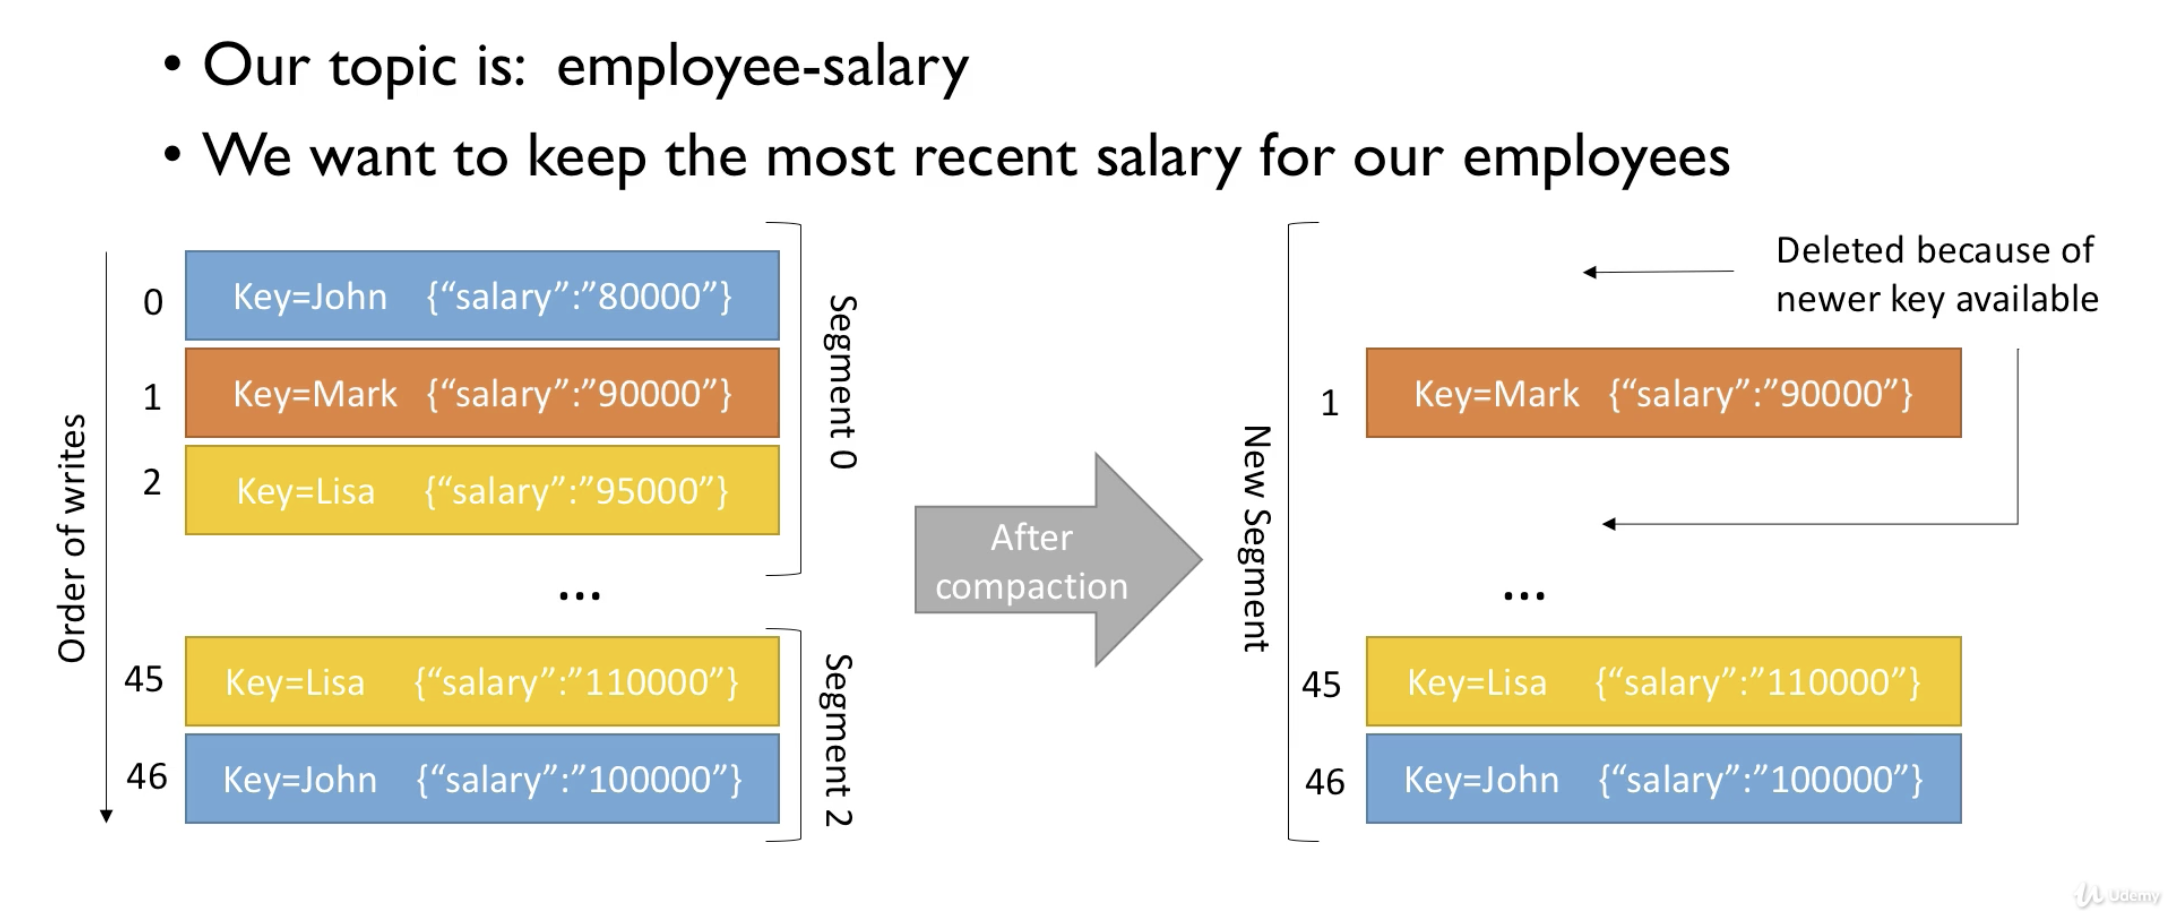 • Our topic is: employee-salary
• We want to keep the most recent salary for our employees
Order of writes
0
Key=John {“salary”:”80000”}
1
Key=Mark {“salary”:”90000”}
2
Key=Lisa {“salary”:”95000”}
Segment 0
...
45
Key=Lisa {“salary”:”110000”}
46
Key=John {“salary”:”100000”}
Segment 2
After
compaction
New Segment
Deleted because of
newer key available
1
Key=Mark {“salary”:”90000”}
...
45
Key=Lisa {“salary”:”110000”}
46
Key=John {“salary”:”100000”}
Udemy